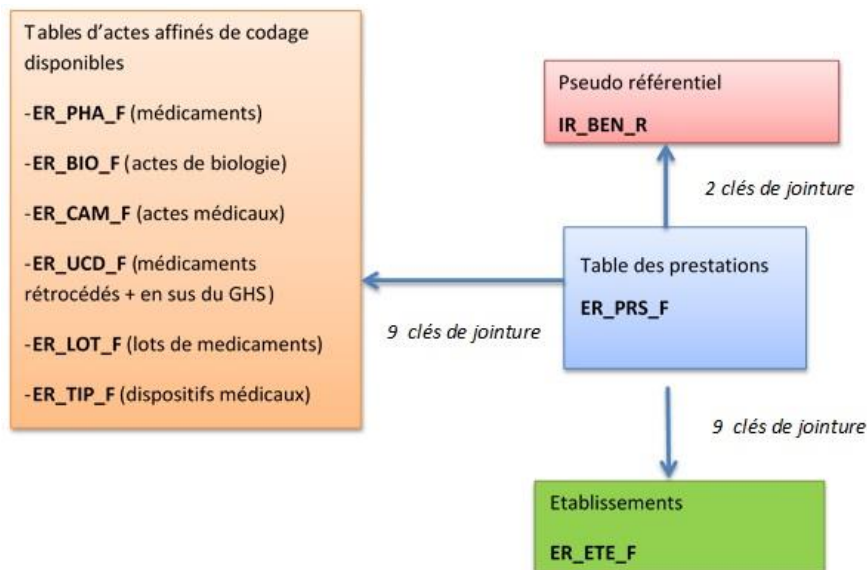 Tables d'actes affinés de codage
disponibles
-ER_PHA_F (médicaments)
-ER_BIO_F (actes de biologie)
-ER_CAM_F (actes médicaux)
-ER_UCD_F (médicaments
rétrocédés + en sus du GHS)
-ER_LOT_F (lots de medicaments)
-ER_TIP_F (dispositifs médicaux)
Pseudo référentiel
IR_BEN_R
2 clés de jointure
Table des prestations
ER_PRS_F
9 clés de jointure
9 clés de jointure
Etablissements
ER_ETE_F